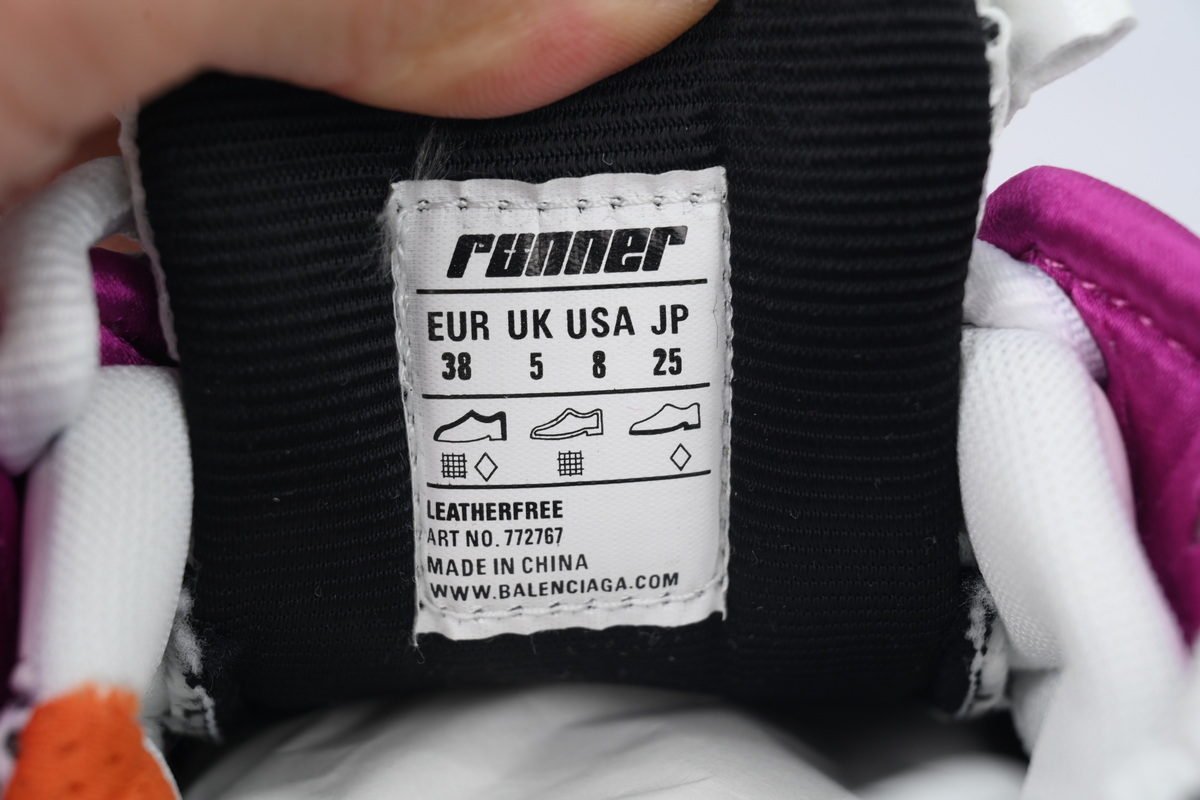 runner
EUR UK USA JP
38 5 8 25
LEATHERFREE
ART NO. 772767
MADE IN CHINA
WWW.BALENCIAGA.COM